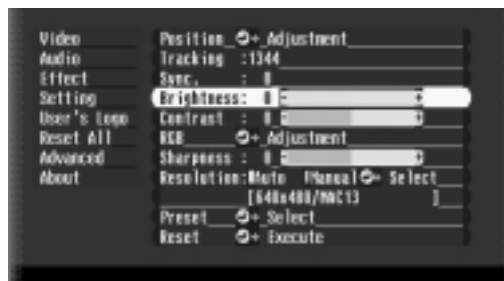 Video
Audio
Effect
Setting
User's Logo
Reset All
Advanced
About
Position Adjustment
Tracking :1344
Sync. : 0
Brightness: 0 - +
Contrast : 0 - +
RGB Adjustment
Sharpness : 0 - +
Resolution:Auto Manual Select
[640x480/MAC13 ]
Preset Select
Reset Execute